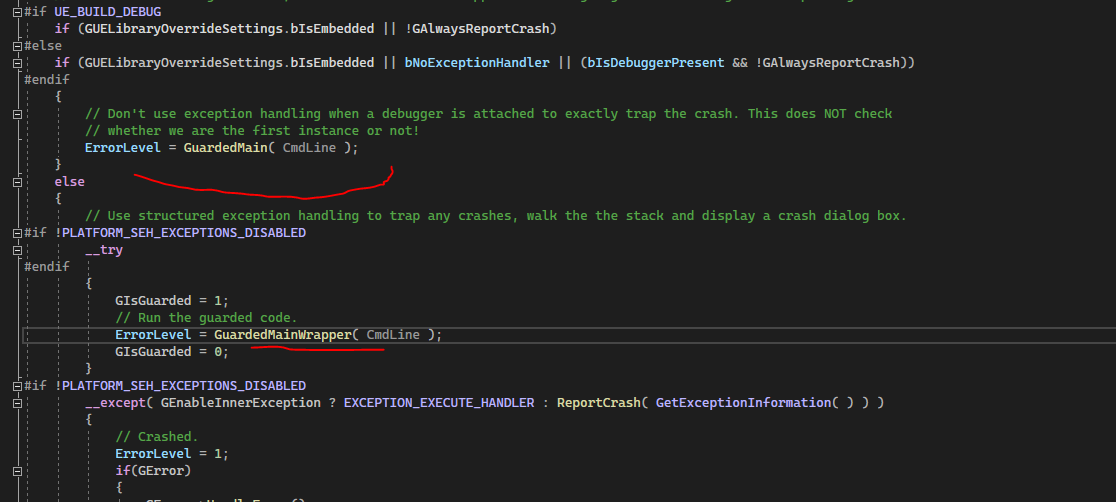 #if UE_BUILD_DEBUG
if (GUELibraryOverrideSettings.bIsEmbedded || !GAlwaysReportCrash)
#else
if (GUELibraryOverrideSettings.bIsEmbedded || bNoExceptionHandler || (bIsDebuggerPresent && !GAlwaysReportCrash))
#endif
{
// Don't use exception handling when a debugger is attached to exactly trap the crash. This does NOT check
// whether we are the first instance or not!
ErrorLevel = GuardedMain( CmdLine );
}
else
{
// Use structured exception handling to trap any crashes, walk the the stack and display a crash dialog box.
#if !PLATFORM_SEH_EXCEPTIONS_DISABLED
__try
#endif
{
GIsGuarded = 1;
// Run the guarded code.
ErrorLevel = GuardedMainWrapper( CmdLine );
GIsGuarded = 0;
}
#if !PLATFORM_SEH_EXCEPTIONS_DISABLED
__except( GEnableInnerException ? EXCEPTION_EXECUTE_HANDLER : ReportCrash( GetExceptionInformation( ) ) )
{
// Crashed.
ErrorLevel = 1;
if(GError)
{